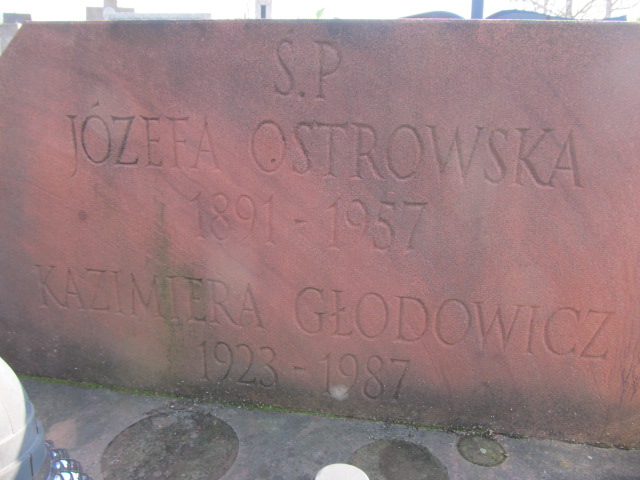 Ś.P
JÓZEFA OSTROWSKA
1891 - 1957
KAZIMIERA GŁODOWICZ
1923 - 1987